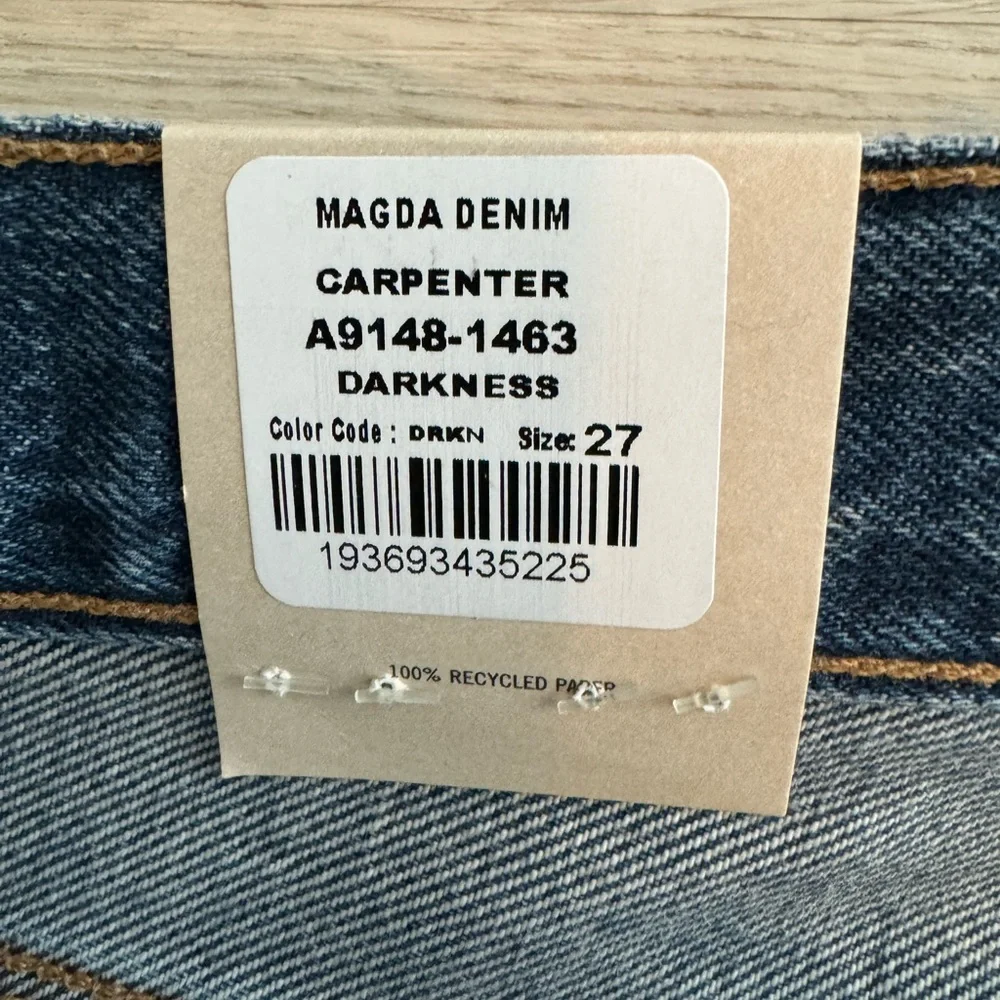 MAGDA DENIM
CARPENTER
A9148-1463
DARKNESS
Color Code : DRKN Size: 27
193693435225
100% RECYCLED PAPER